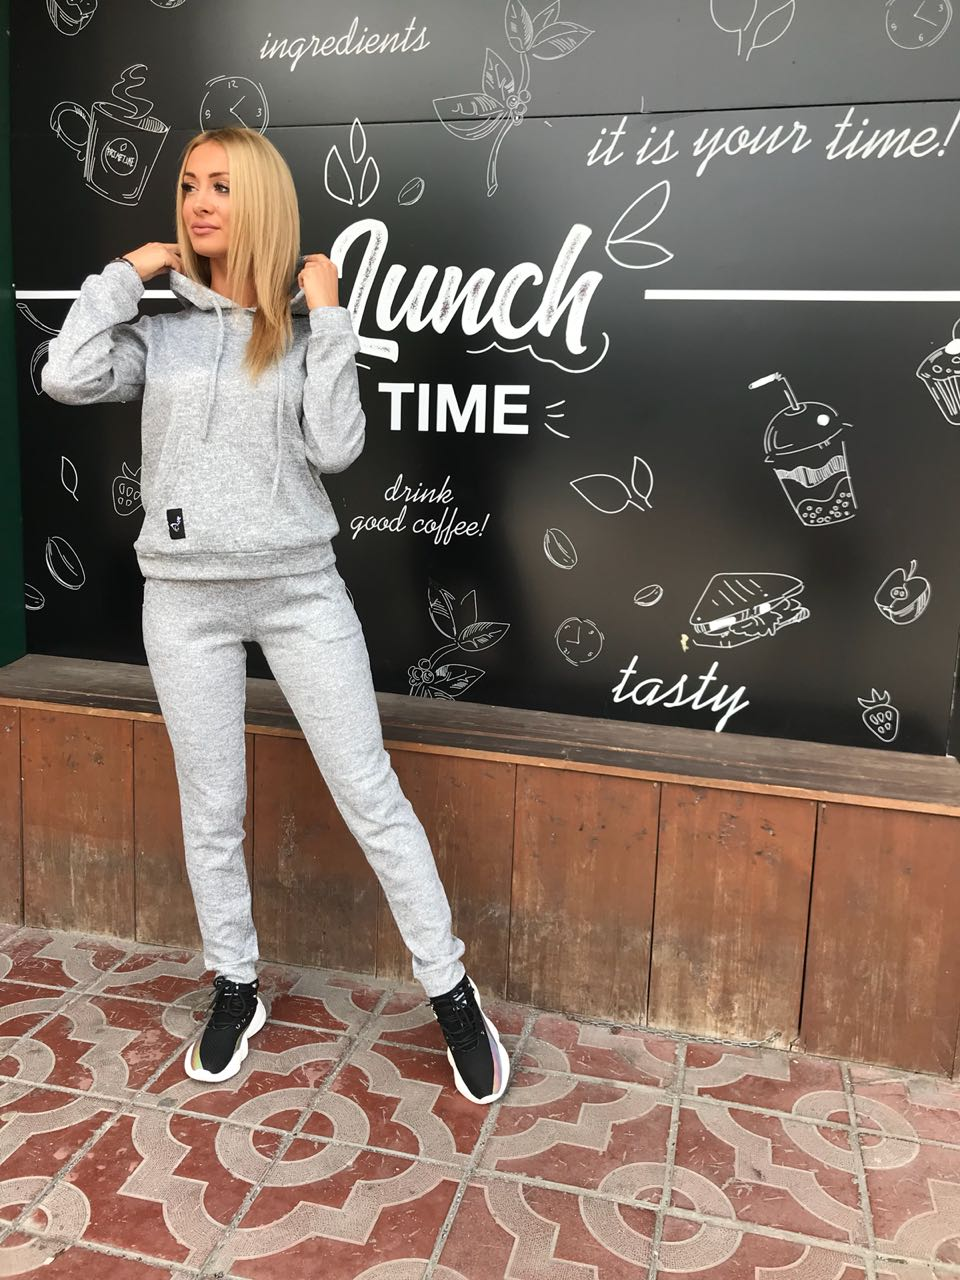 ingredients
it is your time!
Lunch
TIME
drink
good coffee!
tasty